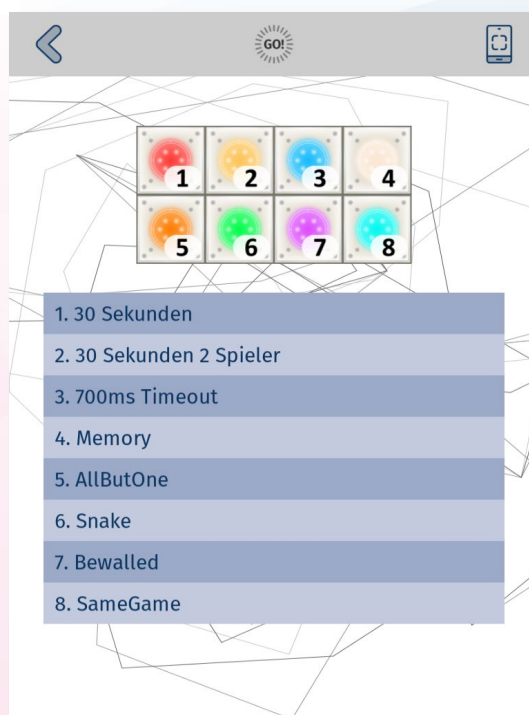 GO!
1 2 3 4
5 6 7 8
1. 30 Sekunden
2. 30 Sekunden 2 Spieler
3. 700ms Timeout
4. Memory
5. AllButOne
6. Snake
7. Bewalled
8. SameGame